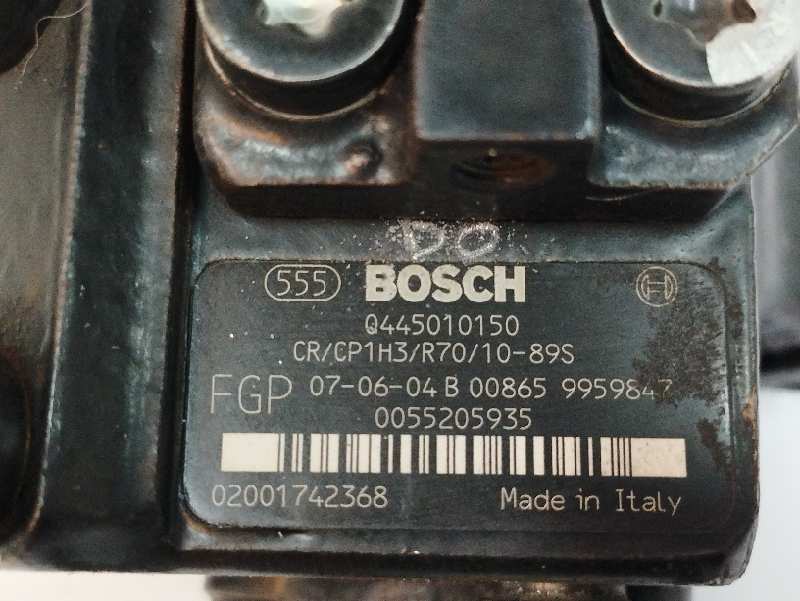 DO
555 BOSCH
0445010150
CR/CP1H3/R70/10-89S
FGP 07-06-04 B 00865 9959847
0055205935
02001742368 Made in Italy